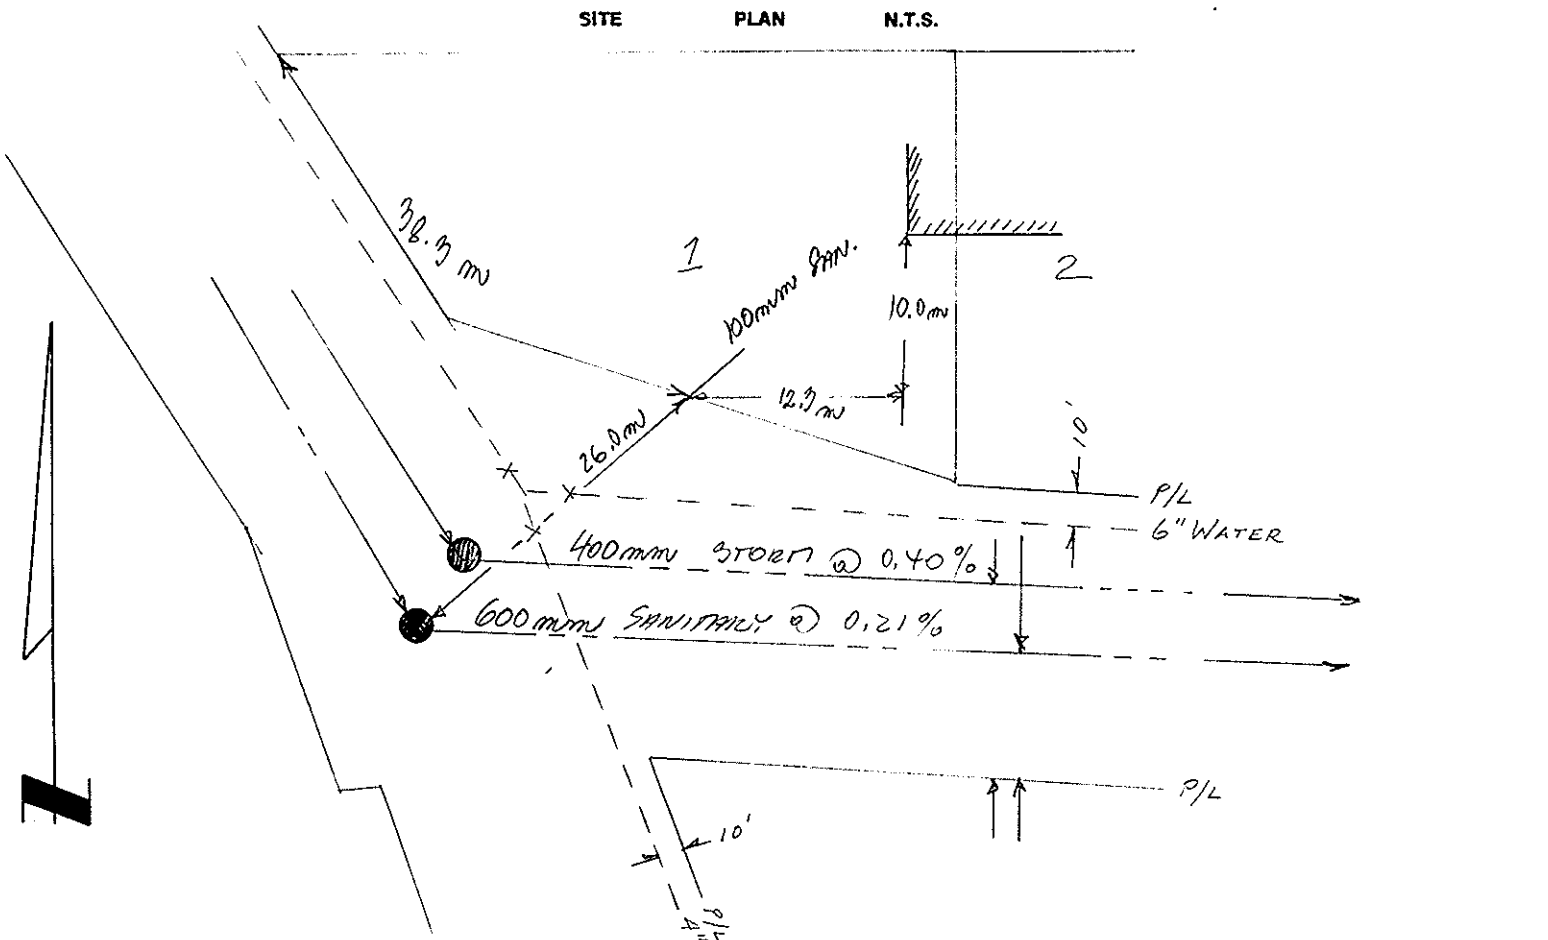 SITE PLAN N.T.S.
38.3 m
1
100mm SAN.
2
10.0m
12.3 m
26.0m
10'
P/L
6" WATER
400mm STORM @ 0.40%
600mm SANITARY @ 0.21%
P/L
10'
P/L